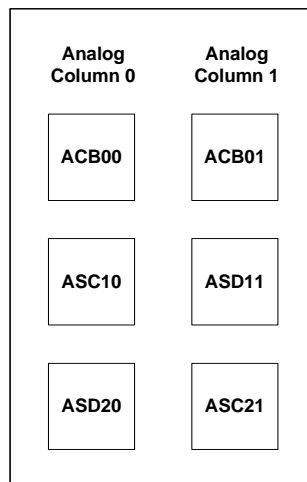 Analog
Column 0
Analog
Column 1
ACB00
ACB01
ASC10
ASD11
ASD20
ASC21